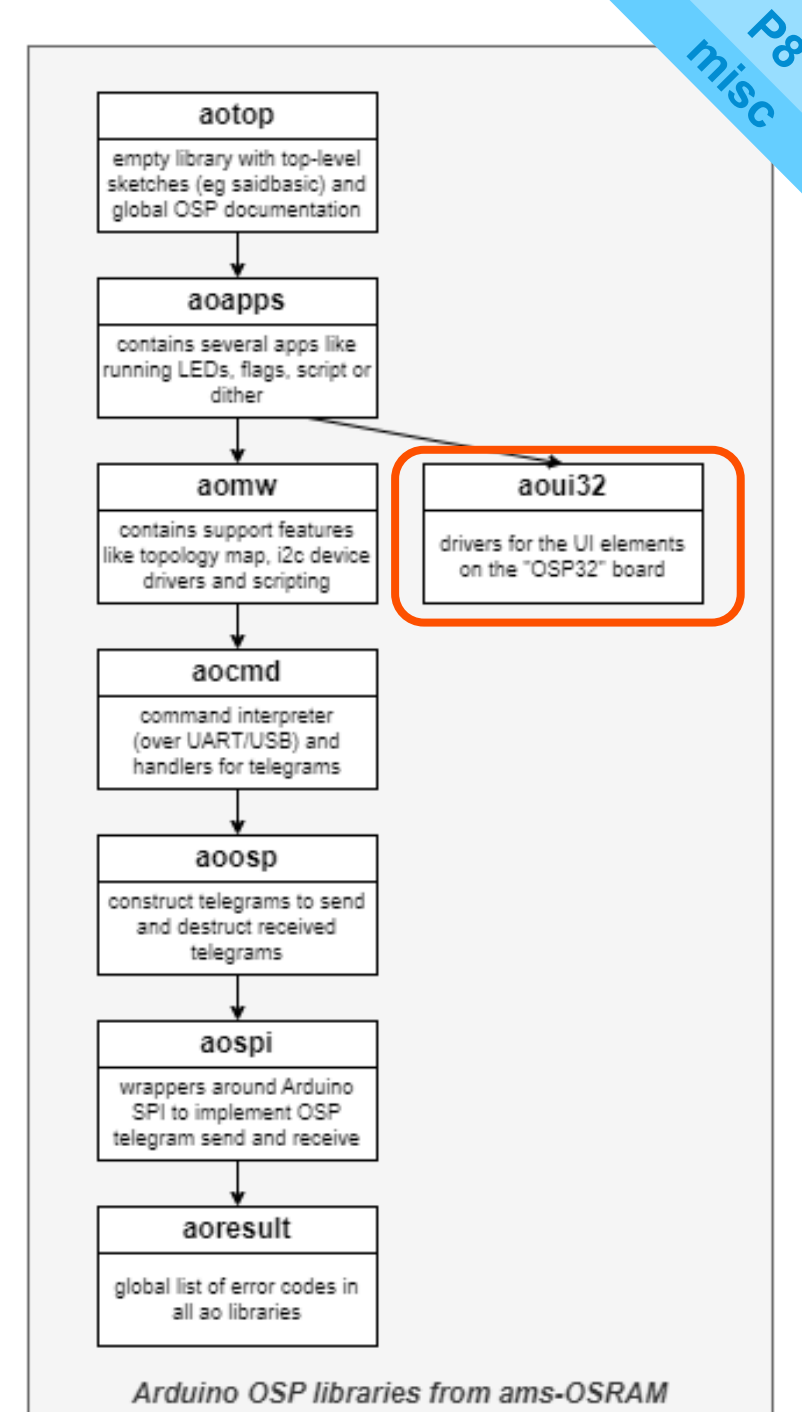 P8
misc
aotop
empty library with top-level
sketches (eg saidbasic) and
global OSP documentation
aoapps
contains several apps like
running LEDs, flags, script or
dither
aomw
contains support features
like topology map, i2c device
drivers and scripting
aoui32
drivers for the UI elements
on the "OSP32" board
aocmd
command interpreter
(over UART/USB) and
handlers for telegrams
aoosp
construct telegrams to send
and destruct received
telegrams
aospi
wrappers around Arduino
SPI to implement OSP
telegram send and receive
aoresult
global list of error codes in
all ao libraries
Arduino OSP libraries from ams-OSRAM